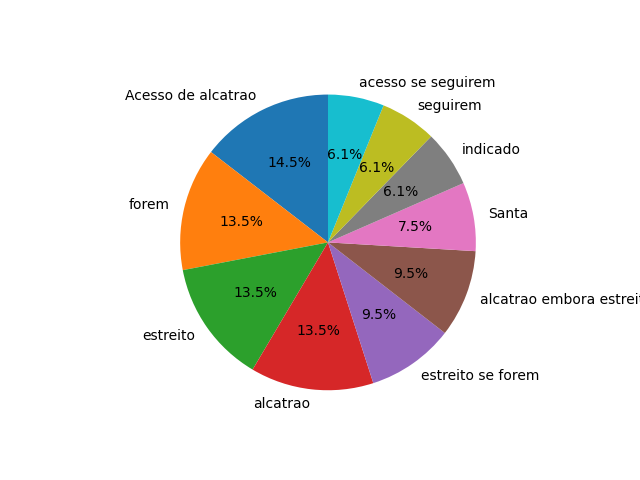 acesso se seguirem
Acesso de alcatrao
seguirem
indicado
forem
Santa
estreito
alcatrao embora estreit
estreito se forem
alcatrao
14.5%
6.1%
6.1%
6.1%
13.5%
7.5%
13.5%
9.5%
9.5%
13.5%